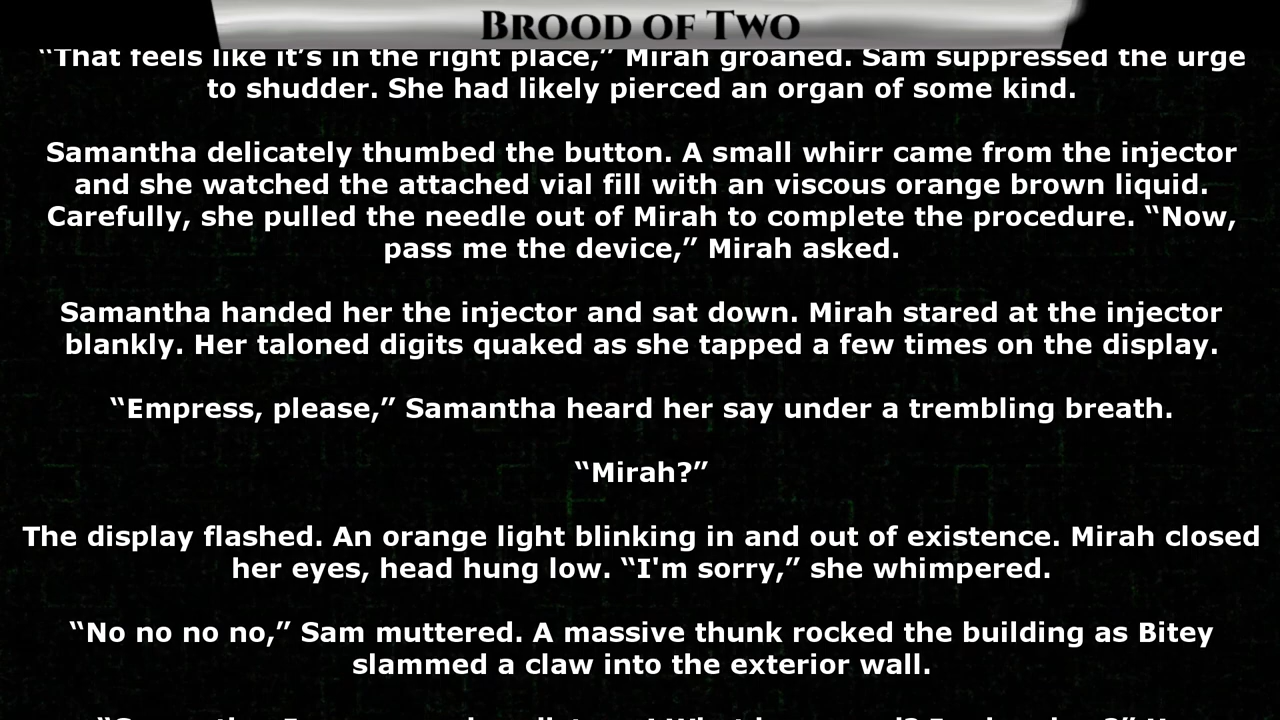 Brood of Two
“That feels like it’s in the right place,” Mirah groaned. Sam suppressed the urge
to shudder. She had likely pierced an organ of some kind.
Samantha delicately thumbed the button. A small whirr came from the injector
and she watched the attached vial fill with an viscous orange brown liquid.
Carefully, she pulled the needle out of Mirah to complete the procedure. “Now,
pass me the device,” Mirah asked.
Samantha handed her the injector and sat down. Mirah stared at the injector
blankly. Her taloned digits quaked as she tapped a few times on the display.
“Empress, please,” Samantha heard her say under a trembling breath.
“Mirah?”
The display flashed. An orange light blinking in and out of existence. Mirah closed
her eyes, head hung low. “I'm sorry,” she whimpered.
“No no no no,” Sam muttered. A massive thunk rocked the building as Bitey
slammed a claw into the exterior wall.